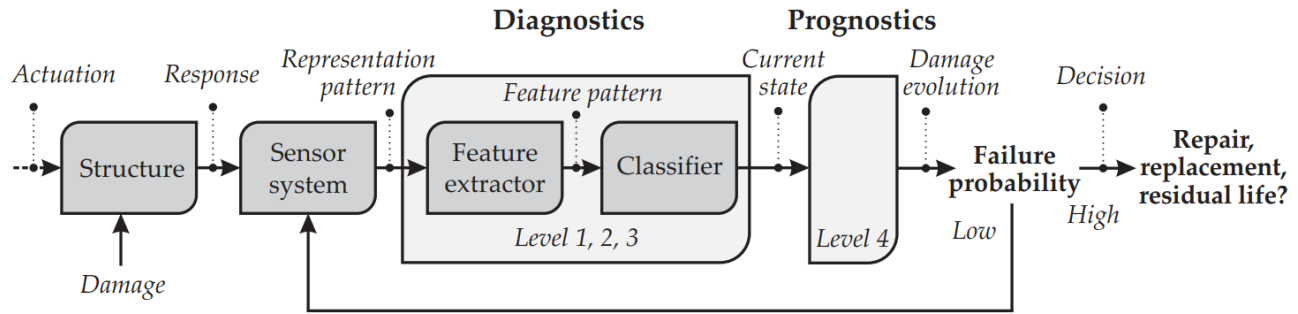 Diagnostics
Prognostics
Actuation
Response
Representation
pattern
Feature pattern
Current
state
Damage
evolution
Decision
Structure
Sensor
system
Feature
extractor
Classifier
Failure
probability
Repair,
replacement,
residual life?
Level 1, 2, 3
Level 4
Low
High
Damage